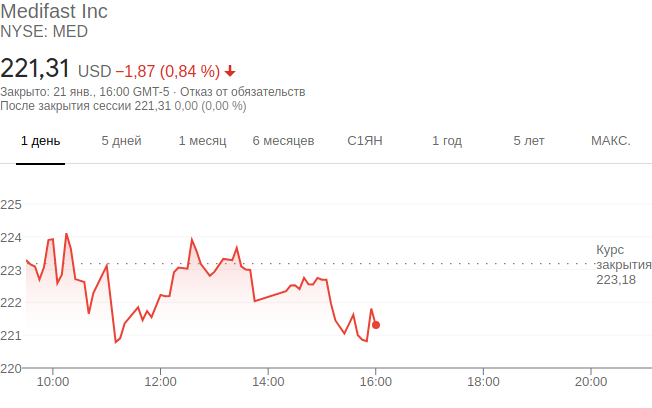 Medifast Inc
NYSE: MED
221,31 USD −1,87 (0,84 %)
Закрыто: 21 янв., 16:00 GMT-5 · Отказ от обязательств
После закрытия сессии 221,31 0,00 (0,00 %)
1 день 5 дней 1 месяц 6 месяцев С1ЯН 1 год 5 лет МАКС.
225
224
Курс
223
закрытия
223,18
222
221
220
10:00 12:00 14:00 16:00 18:00 20:00